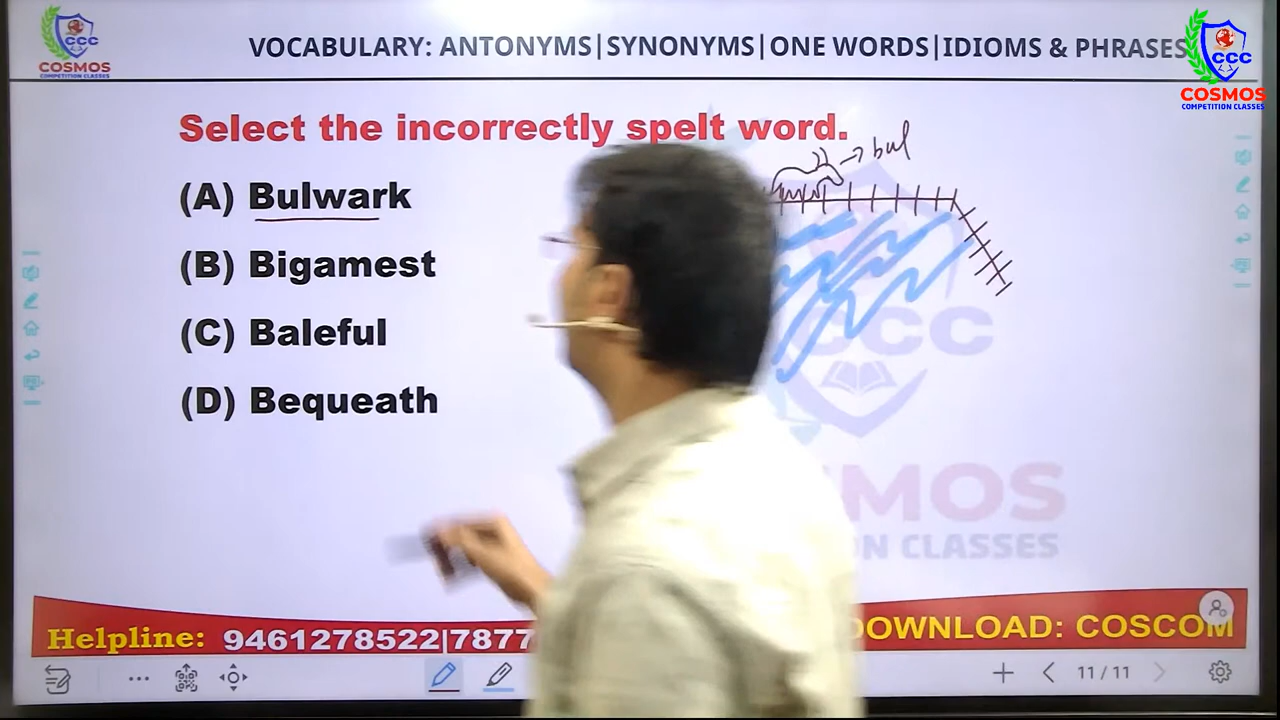 CCC
COSMOS
COMPETITION CLASSES
VOCABULARY: ANTONYMS|SYNONYMS|ONE WORDS|IDIOMS & PHRASES
CCC
COSMOS
COMPETITION CLASSES
Select the incorrectly spelt word.
bul
(A) Bulwark
(B) Bigamest
(C) Baleful
(D) Bequeath
CCC
MOS
ON CLASSES
Helpline: 9461278522|7877
DOWNLOAD: COSCOM
11/11